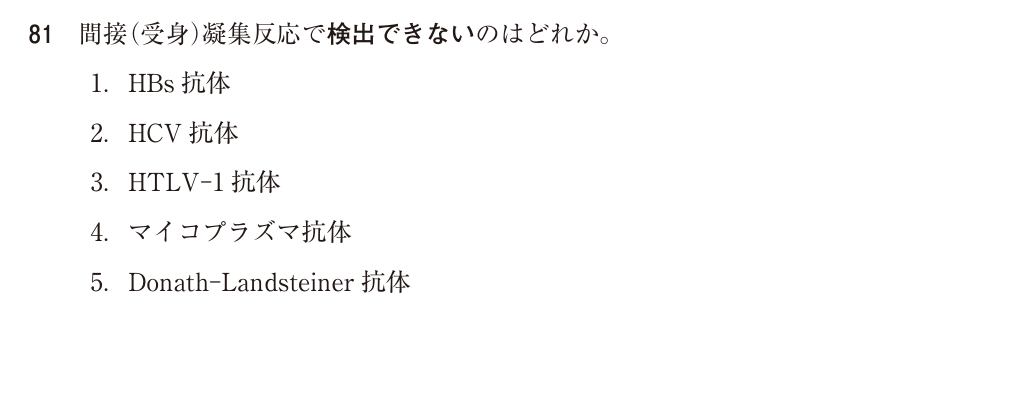 81 間接(受身)凝集反応で検出できないのはどれか。
1. HBs 抗体
2. HCV 抗体
3. HTLV-1 抗体
4. マイコプラズマ抗体
5. Donath-Landsteiner 抗体